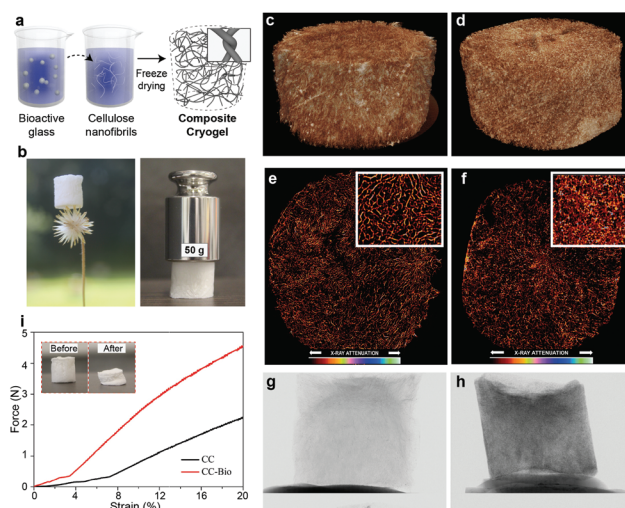 a
Bioactive
glass
Cellulose
nanofibrils
Freeze
drying
Composite
Cryogel
b
50 g
c
d
e
X-RAY ATTENUATION
f
X-RAY ATTENUATION
g
h
i
Before
After
Force (N)
5
4
3
2
1
0
CC
CC-Bio
0
4
8
12
16
20
Strain (%)